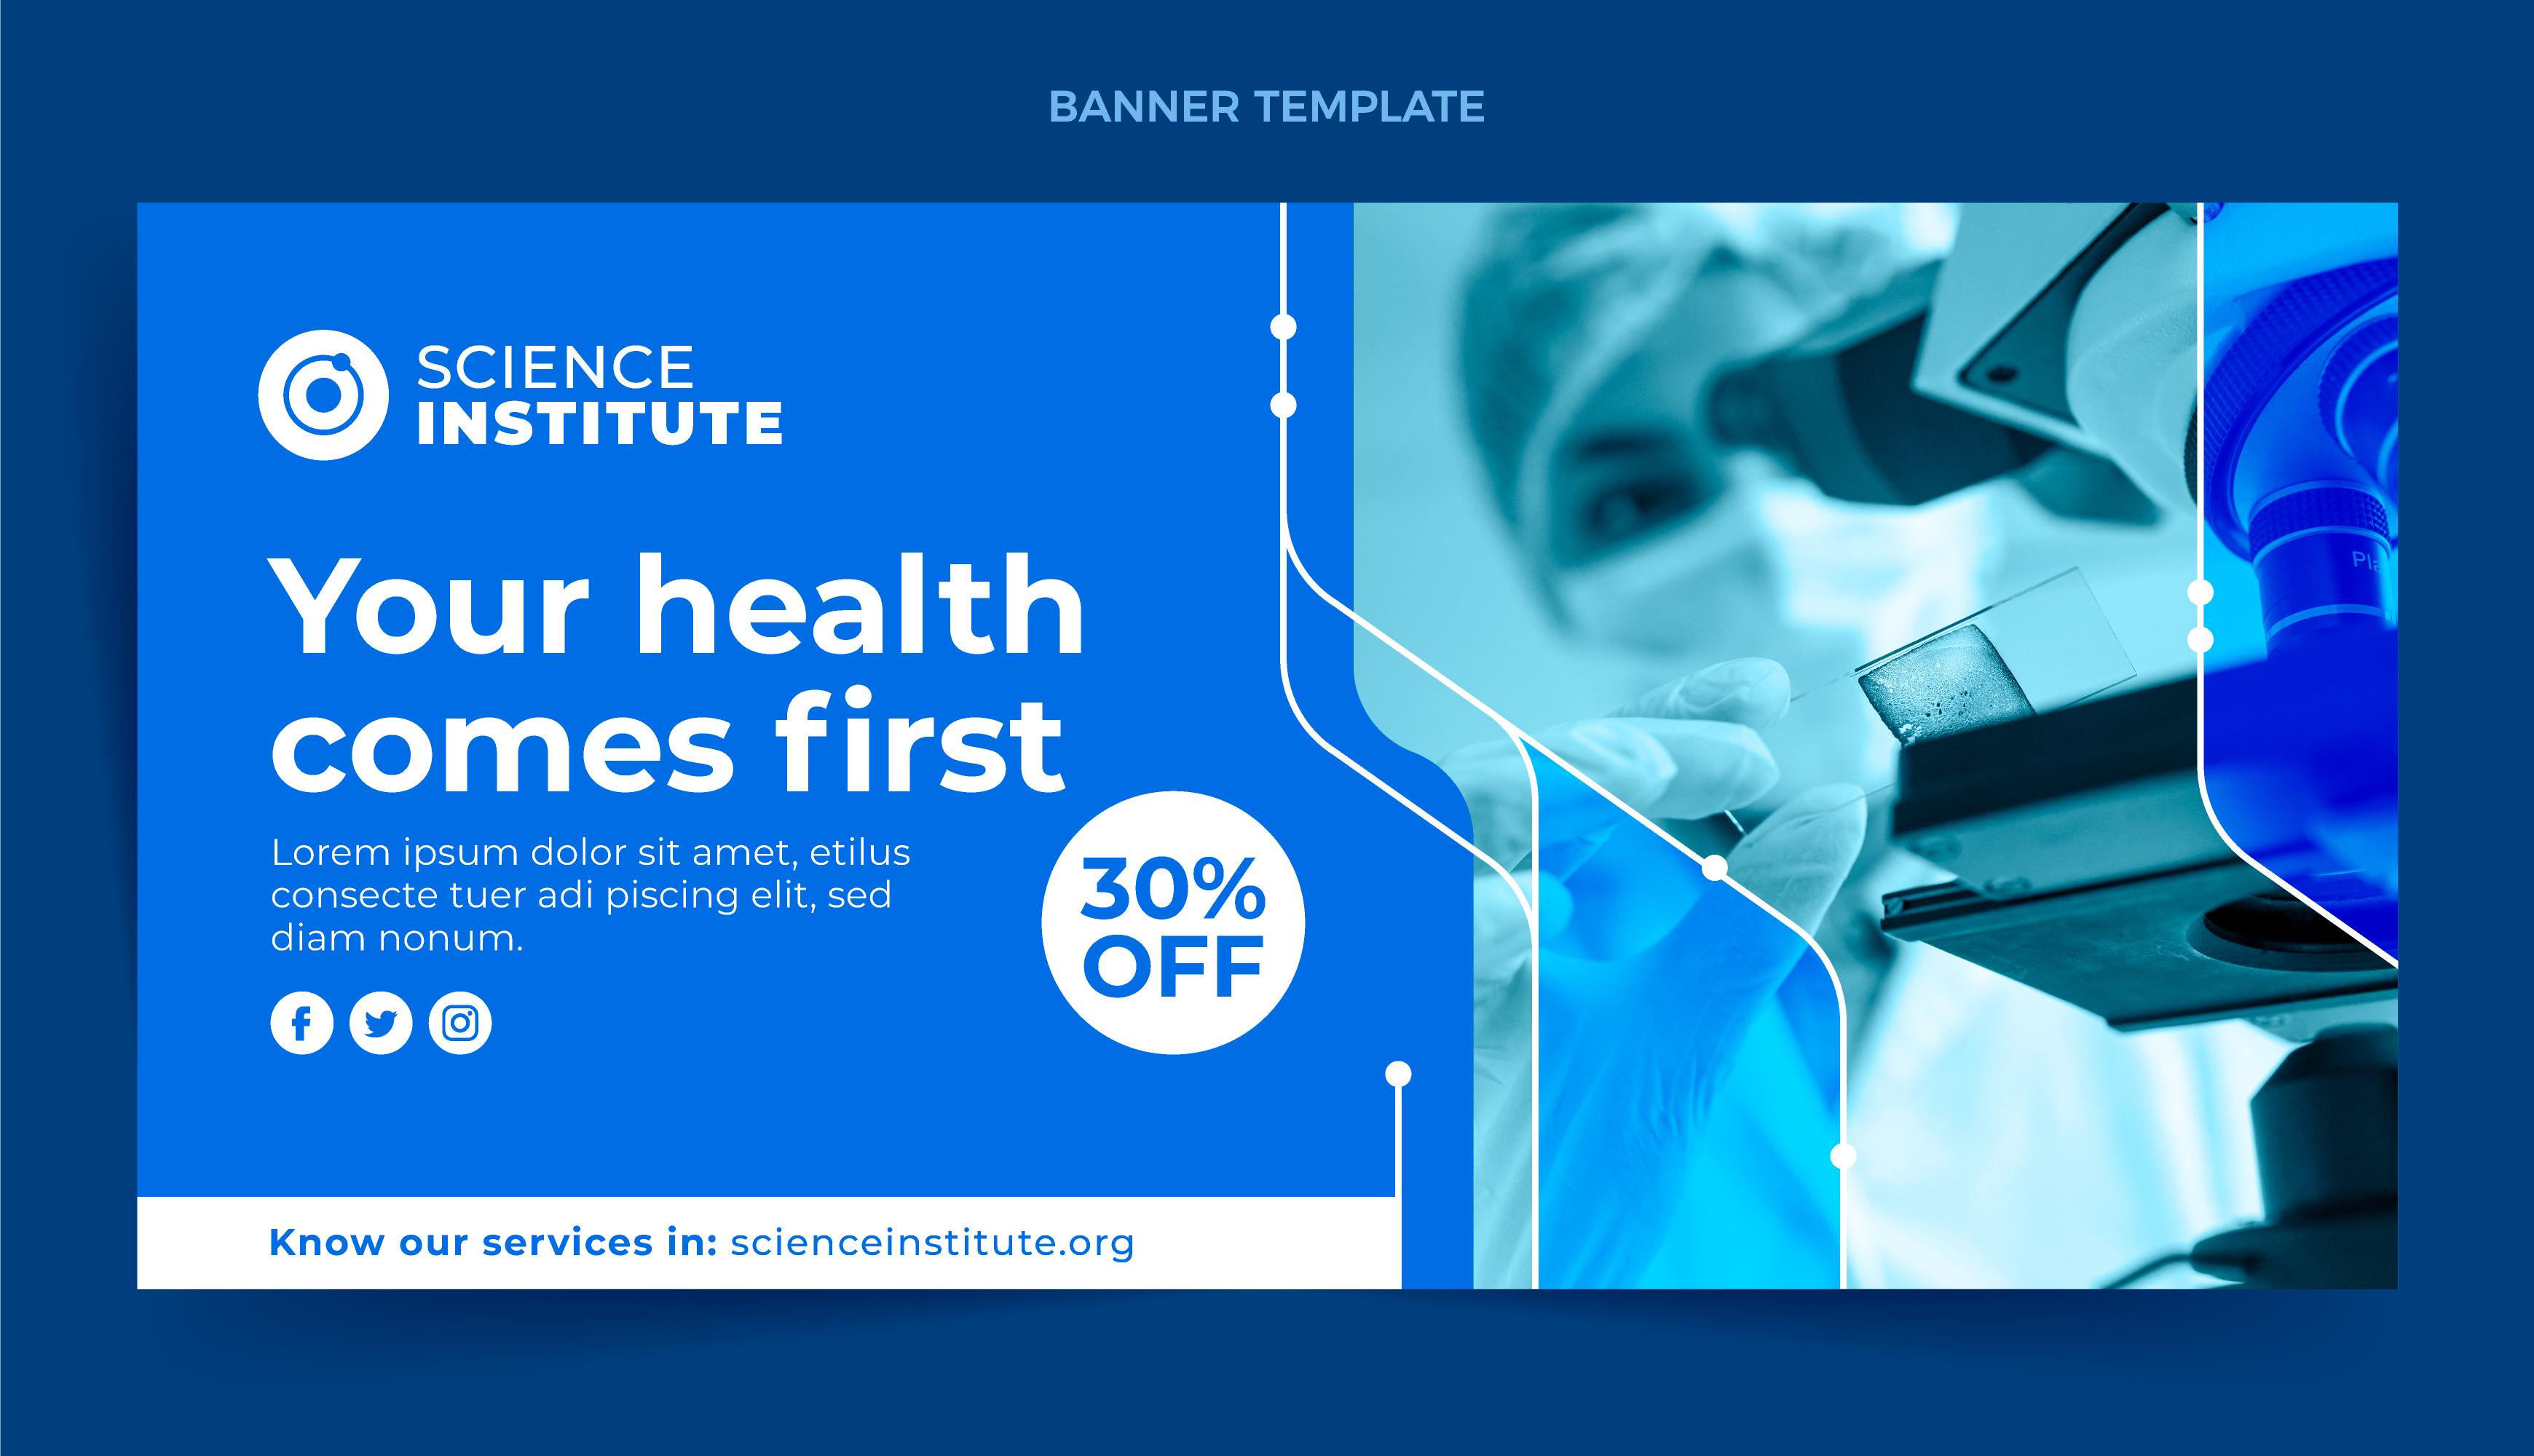 BANNER TEMPLATE
SCIENCE
INSTITUTE
Your health
comes first
Lorem ipsum dolor sit amet, etilus
consecte tuer adi piscing elit, sed
diam nonum.
30%
OFF
Know our services in: scienceinstitute.org